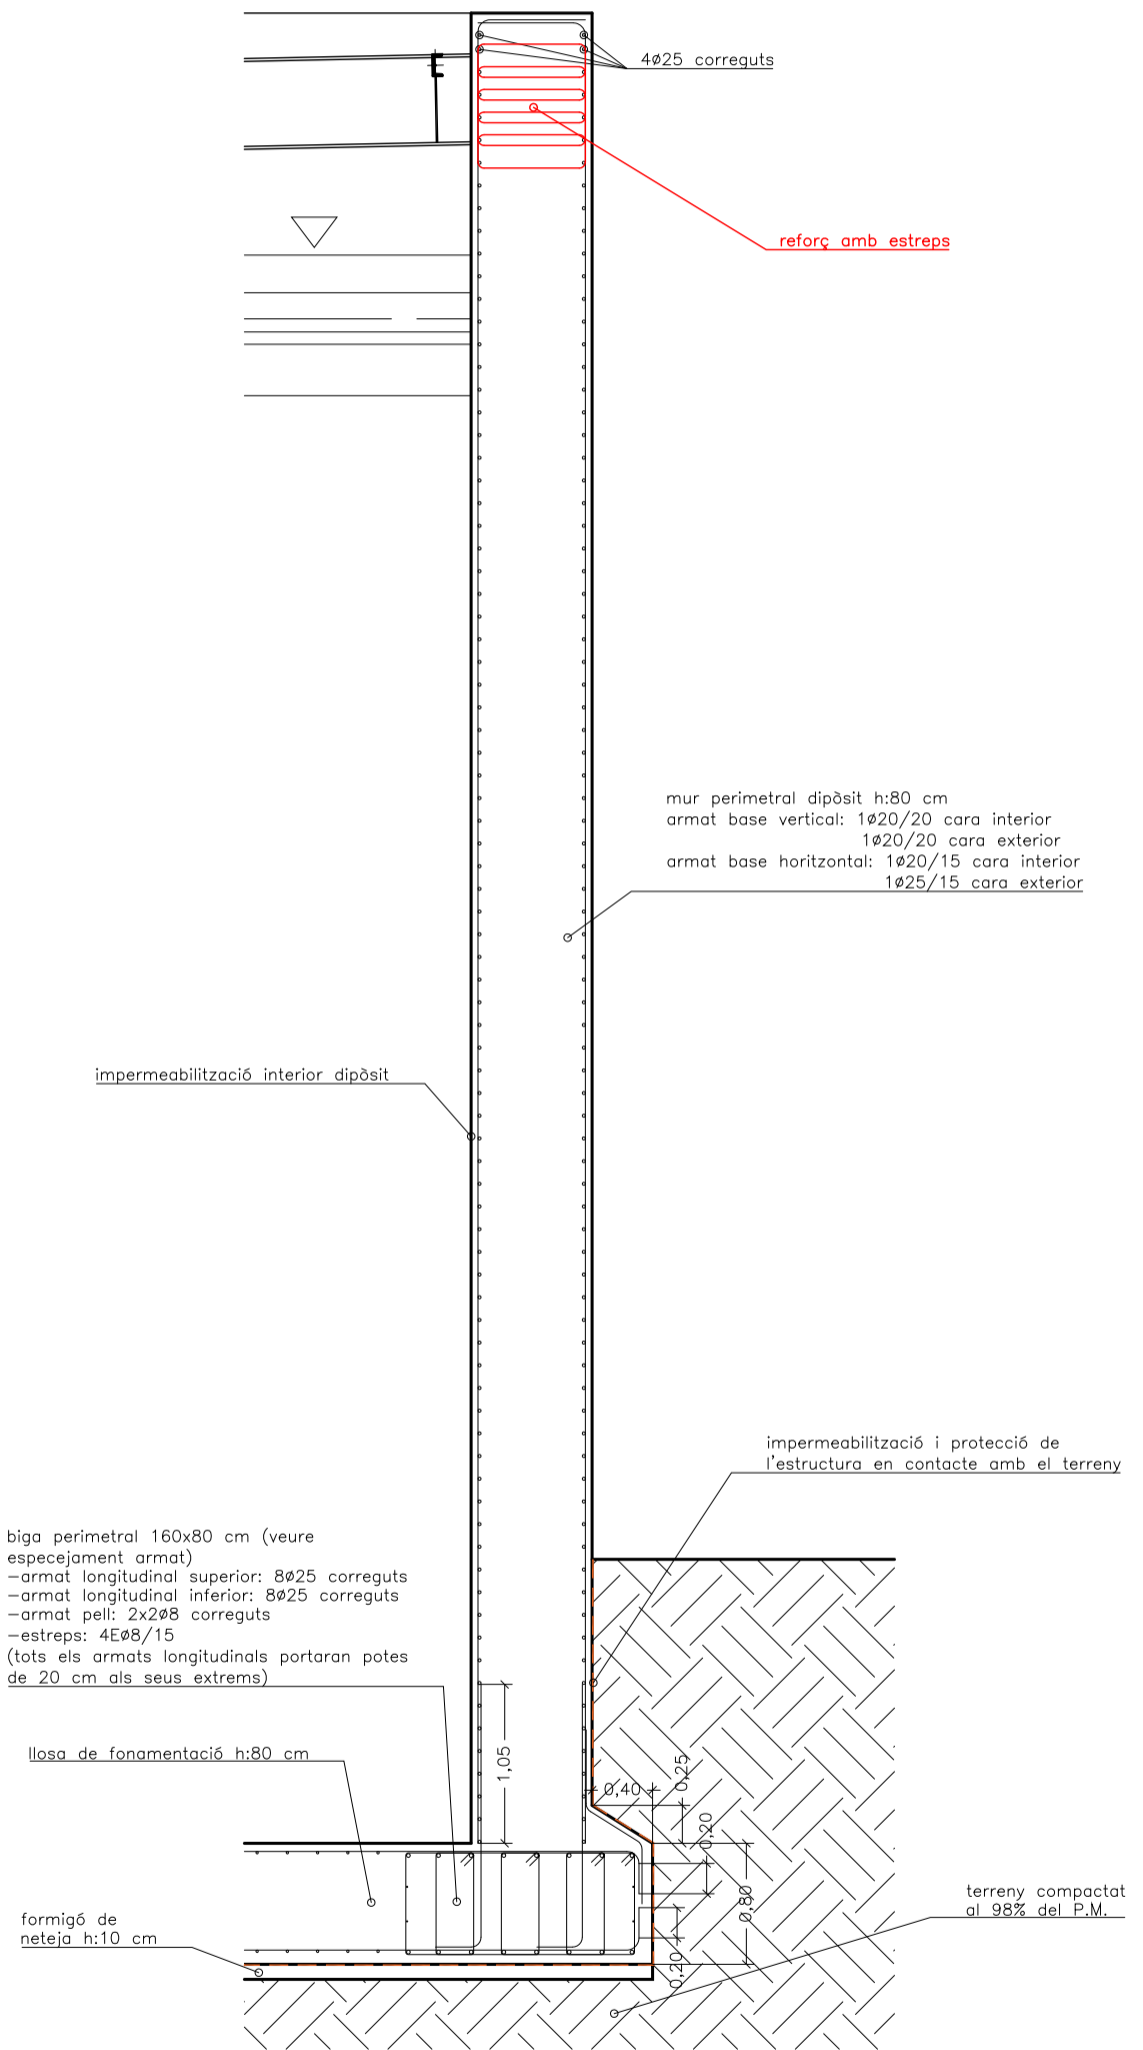 4ø25 correguts
reforç amb estreps
mur perimetral dipòsit h:80 cm
armat base vertical: 1ø20/20 cara interior
1ø20/20 cara exterior
armat base horitzontal: 1ø20/15 cara interior
1ø25/15 cara exterior
impermeabilització interior dipòsit
impermeabilització i protecció de
l'estructura en contacte amb el terreny
biga perimetral 160x80 cm (veure
especejament armat)
-armat longitudinal superior: 8ø25 correguts
-armat longitudinal inferior: 8ø25 correguts
-armat pell: 2x2ø8 correguts
-estreps: 4Eø8/15
(tots els armats longitudinals portaran potes
de 20 cm als seus extrems)
llosa de fonamentació h:80 cm
1,05
0,40
0,25
0,20
0,80
0,20
formigó de
neteja h:10 cm
terreny compactat
al 98% del P.M.